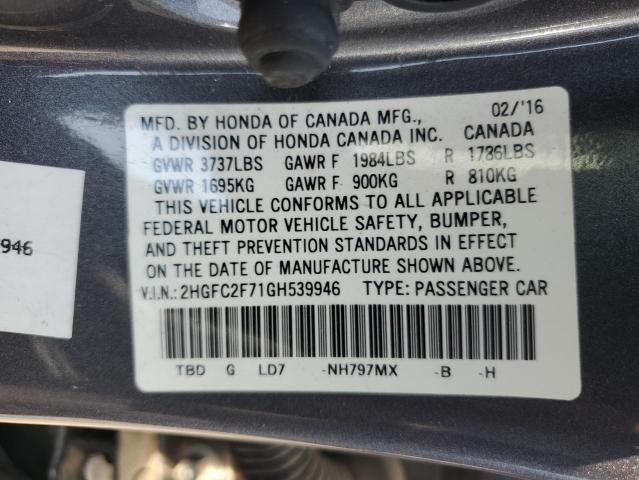 MFD. BY HONDA OF CANADA MFG., 02/'16
A DIVISION OF HONDA CANADA INC. CANADA
GVWR 3737LBS GAWR F 1984LBS R 1786LBS
GVWR 1695KG GAWR F 900KG R 810KG
THIS VEHICLE CONFORMS TO ALL APPLICABLE
FEDERAL MOTOR VEHICLE SAFETY, BUMPER,
AND THEFT PREVENTION STANDARDS IN EFFECT
ON THE DATE OF MANUFACTURE SHOWN ABOVE.
V.I.N.: 2HGFC2F71GH539946 TYPE: PASSENGER CAR
TBD G LD7 -NH797MX -B -H
946